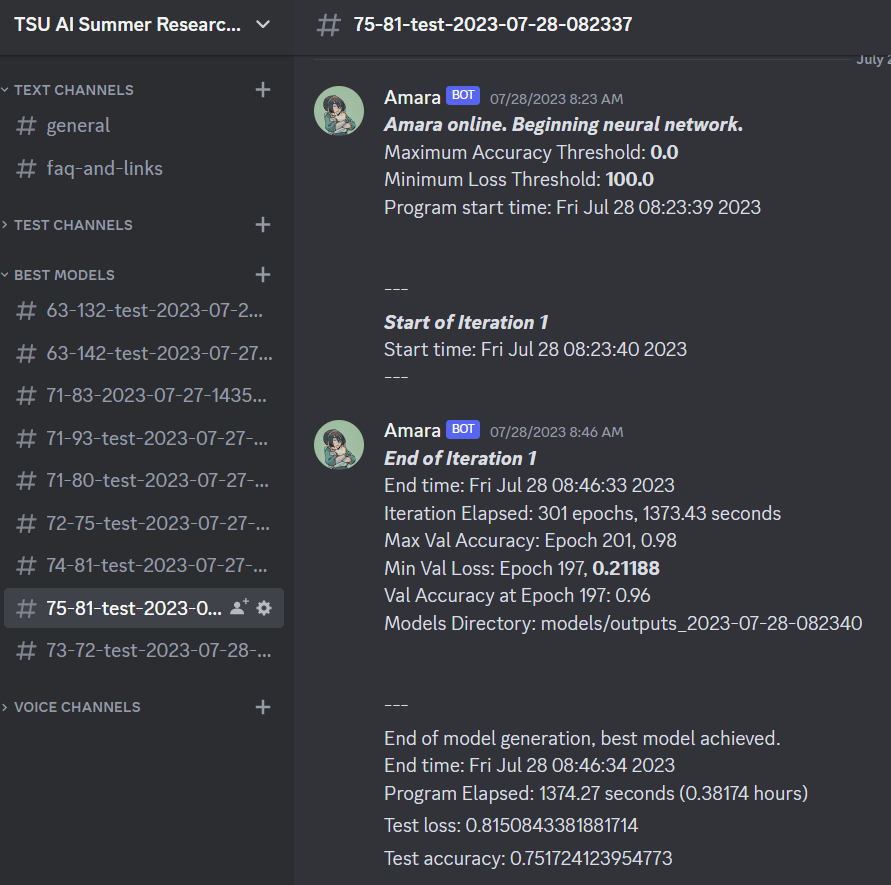 TSU AI Summer Researc...
TEXT CHANNELS
general
faq-and-links
TEST CHANNELS
BEST MODELS
63-132-test-2023-07-2...
63-142-test-2023-07-27...
71-83-2023-07-27-1435...
71-93-test-2023-07-27-...
71-80-test-2023-07-27-...
72-75-test-2023-07-27-...
74-81-test-2023-07-27-...
75-81-test-2023-0...
73-72-test-2023-07-28-...
VOICE CHANNELS
# 75-81-test-2023-07-28-082337
July 2
Amara BOT 07/28/2023 8:23 AM
Amara online. Beginning neural network.
Maximum Accuracy Threshold: 0.0
Minimum Loss Threshold: 100.0
Program start time: Fri Jul 28 08:23:39 2023
---
Start of Iteration 1
Start time: Fri Jul 28 08:23:40 2023
---
Amara BOT 07/28/2023 8:46 AM
End of Iteration 1
End time: Fri Jul 28 08:46:33 2023
Iteration Elapsed: 301 epochs, 1373.43 seconds
Max Val Accuracy: Epoch 201, 0.98
Min Val Loss: Epoch 197, 0.21188
Val Accuracy at Epoch 197: 0.96
Models Directory: models/outputs_2023-07-28-082340
---
End of model generation, best model achieved.
End time: Fri Jul 28 08:46:34 2023
Program Elapsed: 1374.27 seconds (0.38174 hours)
Test loss: 0.8150843381881714
Test accuracy: 0.751724123954773